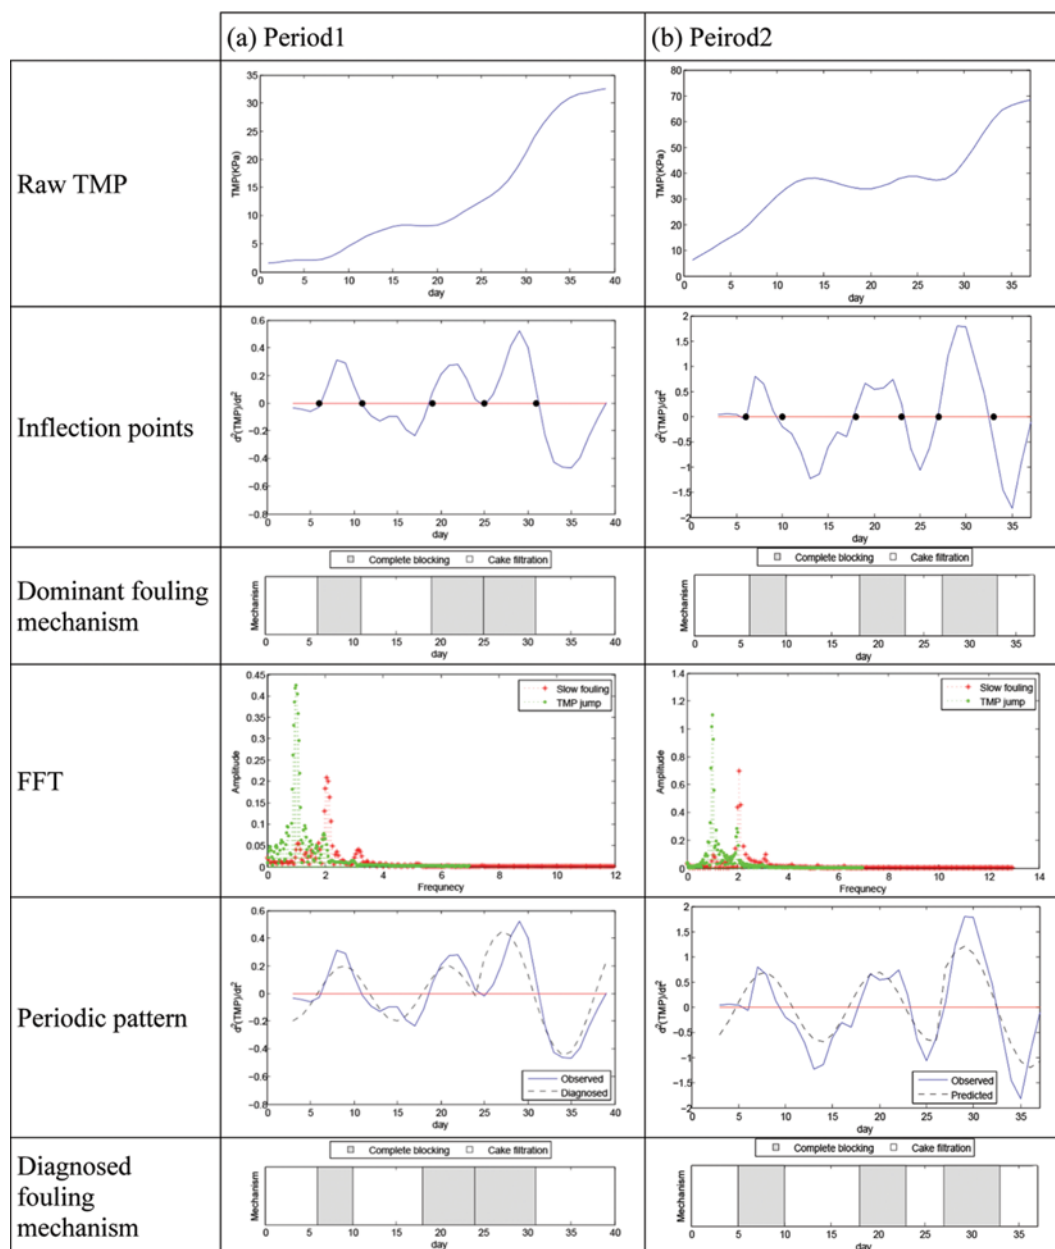 (a) Period1 (b) Peirod2
Raw TMP
35
30
25
20
15
10
5
0
TMP(KPa)
0 5 10 15 20 25 30 35 40
day
80
70
60
50
40
30
20
10
0
TMP(KPa)
5 10 15 20 25 30 35
day
Inflection points
0.6
0.4
0.2
0
−0.2
−0.4
−0.6
−0.8
d²(TMP)/dt²
0 5 10 15 20 25 30 35 40
day
2
1.5
1
0.5
0
−0.5
−1
−1.5
−2
d²(TMP)/dt²
0 5 10 15 20 25 30 35
day
Dominant fouling
mechanism
Complete blocking Cake filtration
Mechanism
0 5 10 15 20 25 30 35 40
day
Complete blocking Cake filtration
Mechanism
0 5 10 15 20 25 30 35
day
FFT
0.45
0.4
0.35
0.3
0.25
0.2
0.15
0.1
0.05
0
Amplitude
Slow fouling
TMP jump
0 2 4 6 8 10 12
Frequnecy
1.4
1.2
1
0.8
0.6
0.4
0.2
0
Amplitude
Slow fouling
TMP jump
0 2 4 6 8 10 12 14
Frequnecy
Periodic pattern
0.6
0.4
0.2
0
−0.2
−0.4
−0.6
−0.8
d²(TMP)/dt²
Observed
Diagnosed
0 5 10 15 20 25 30 35 40
day
2
1.5
1
0.5
0
−0.5
−1
−1.5
−2
d²(TMP)/dt²
Observed
Predicted
0 5 10 15 20 25 30 35
day
Diagnosed
fouling
mechanism
Complete blocking Cake filtration
Mechanism
0 5 10 15 20 25 30 35 40
day
Complete blocking Cake filtration
Mechanism
0 5 10 15 20 25 30 35
day